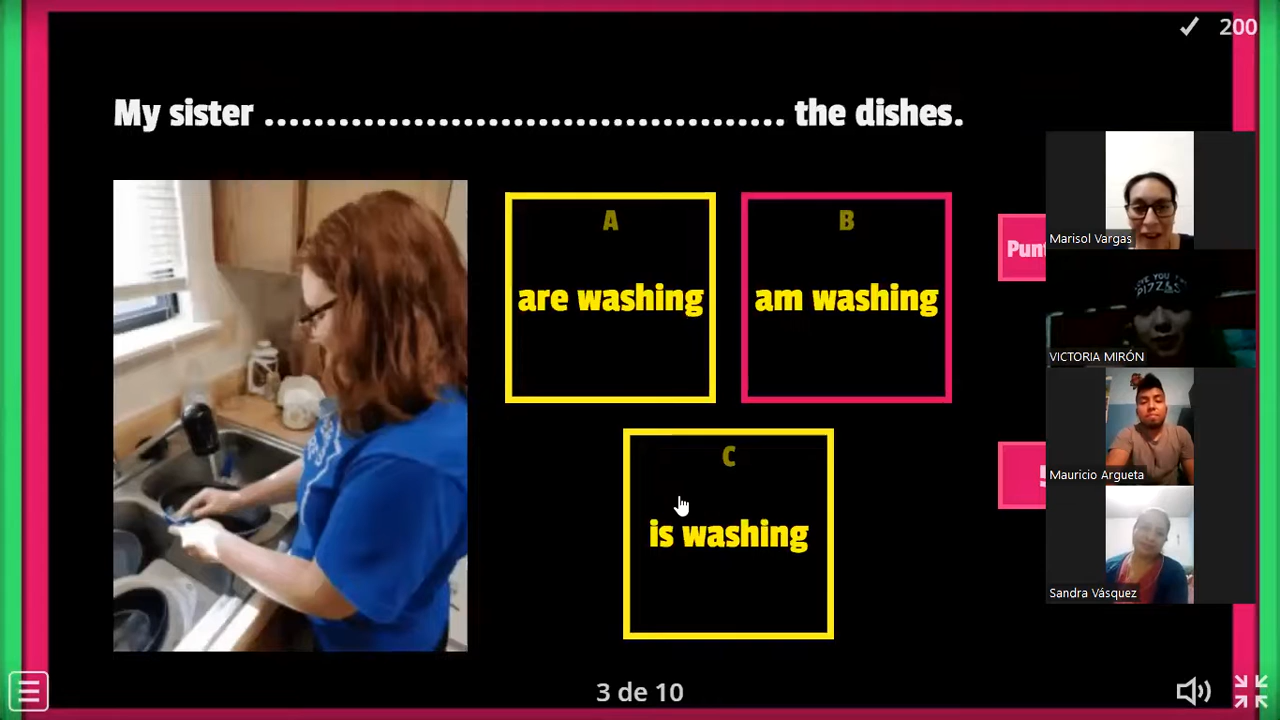 ✓ 200
My sister ........................................... the dishes.
A
are washing
B
am washing
C
is washing
Marisol Vargas
VICTORIA MIRÓN
Mauricio Argueta
Sandra Vásquez
3 de 10